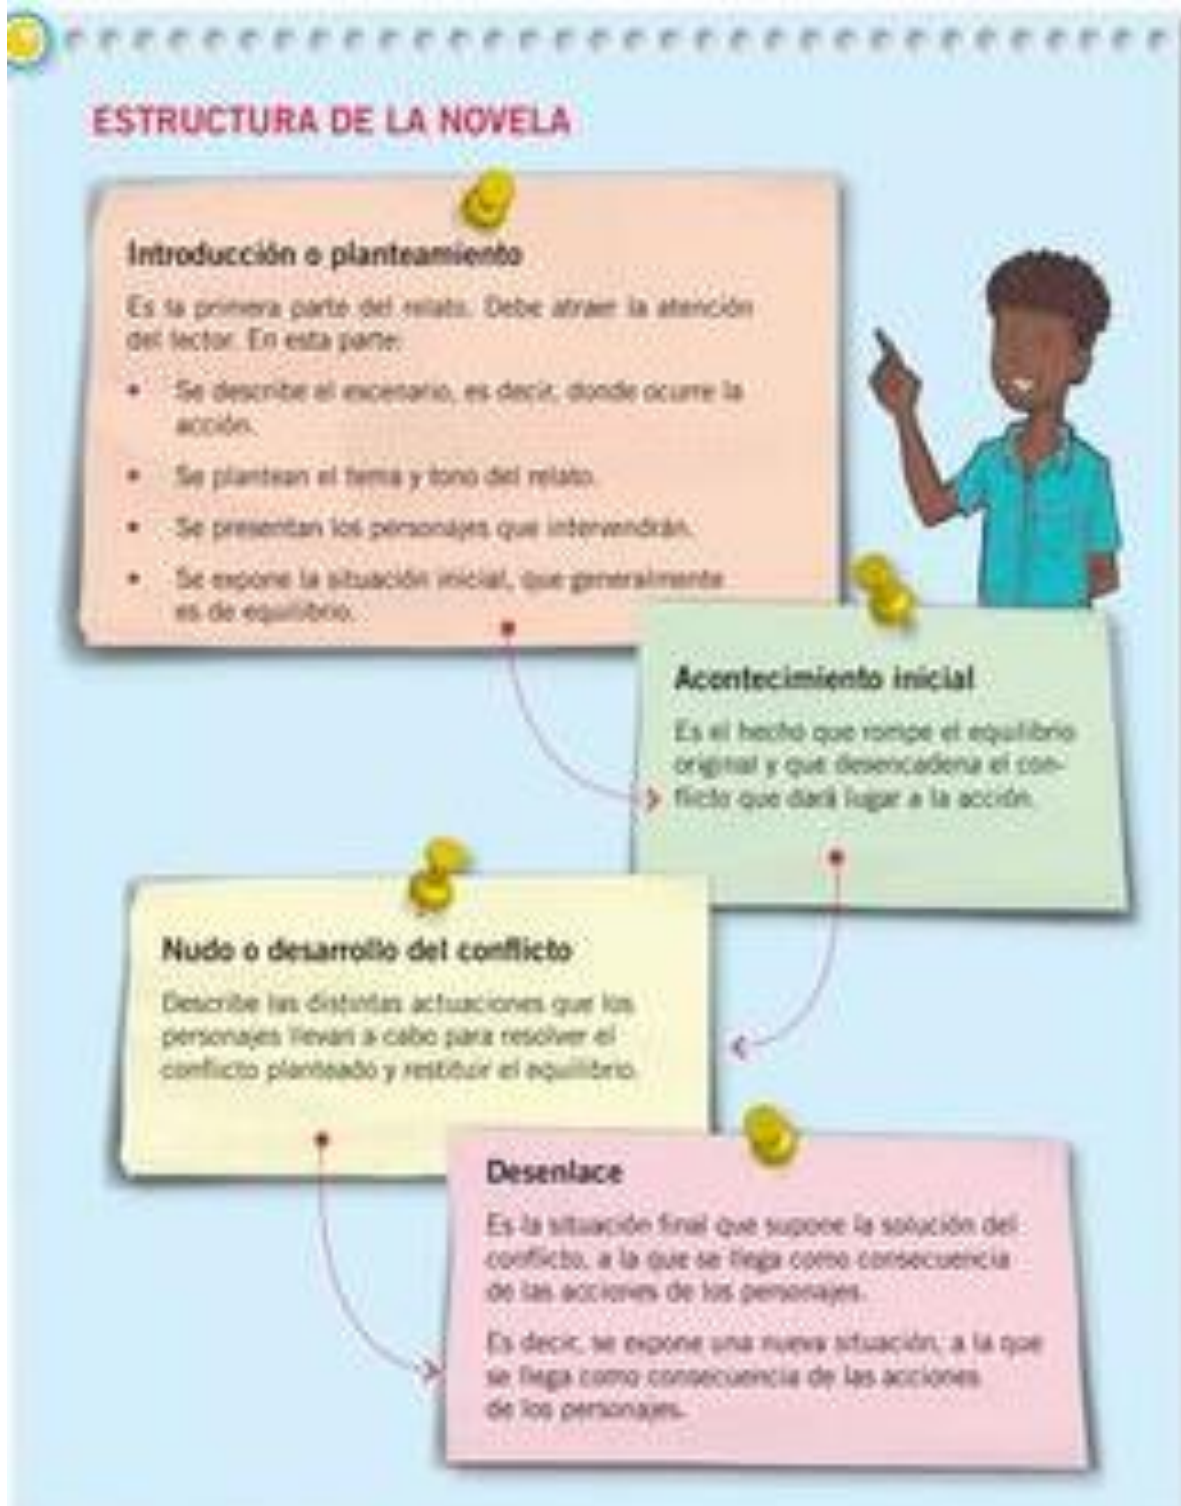 ESTRUCTURA DE LA NOVELA
Introducción o planteamiento
Es la primera parte del relato. Debe atraer la atención
del lector. En esta parte:
• Se describe el escenario, es decir, donde ocurre la
acción.
• Se plantean el tema y tono del relato.
• Se presentan los personajes que intervendrán.
• Se expone la situación inicial, que generalmente
es de equilibrio.
Acontecimiento inicial
Es el hecho que rompe el equilibrio
original y que desencadena el con-
flicto que dará lugar a la acción.
Nudo o desarrollo del conflicto
Describe las distintas actuaciones que los
personajes llevan a cabo para resolver el
conflicto planteado y restituir el equilibrio.
Desenlace
Es la situación final que supone la solución del
conflicto, a la que se llega como consecuencia
de las acciones de los personajes.
Es decir, se expone una nueva situación, a la que
se llega como consecuencia de las acciones
de los personajes.